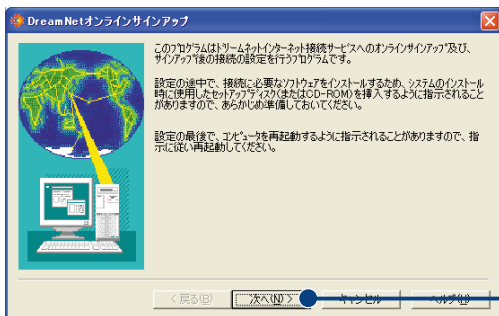 DreamNetオンラインサインアップ
このプログラムはドリームネットインターネット接続サービスへのオンラインサインアップ及び、
サインアップ後の接続の設定を行うプログラムです。
設定の途中で、接続に必要なソフトウェアをインストールするため、システムのインストール
時に使用したセットアップディスク(またはCD-ROM)を挿入するように指示されること
がありますので、あらかじめ準備しておいてください。
設定の最後で、コンピュータを再起動するように指示されることがありますので、指
示に従い再起動してください。
< 戻る(B)
次へ(N) >
キャンセル
ヘルプ(H)